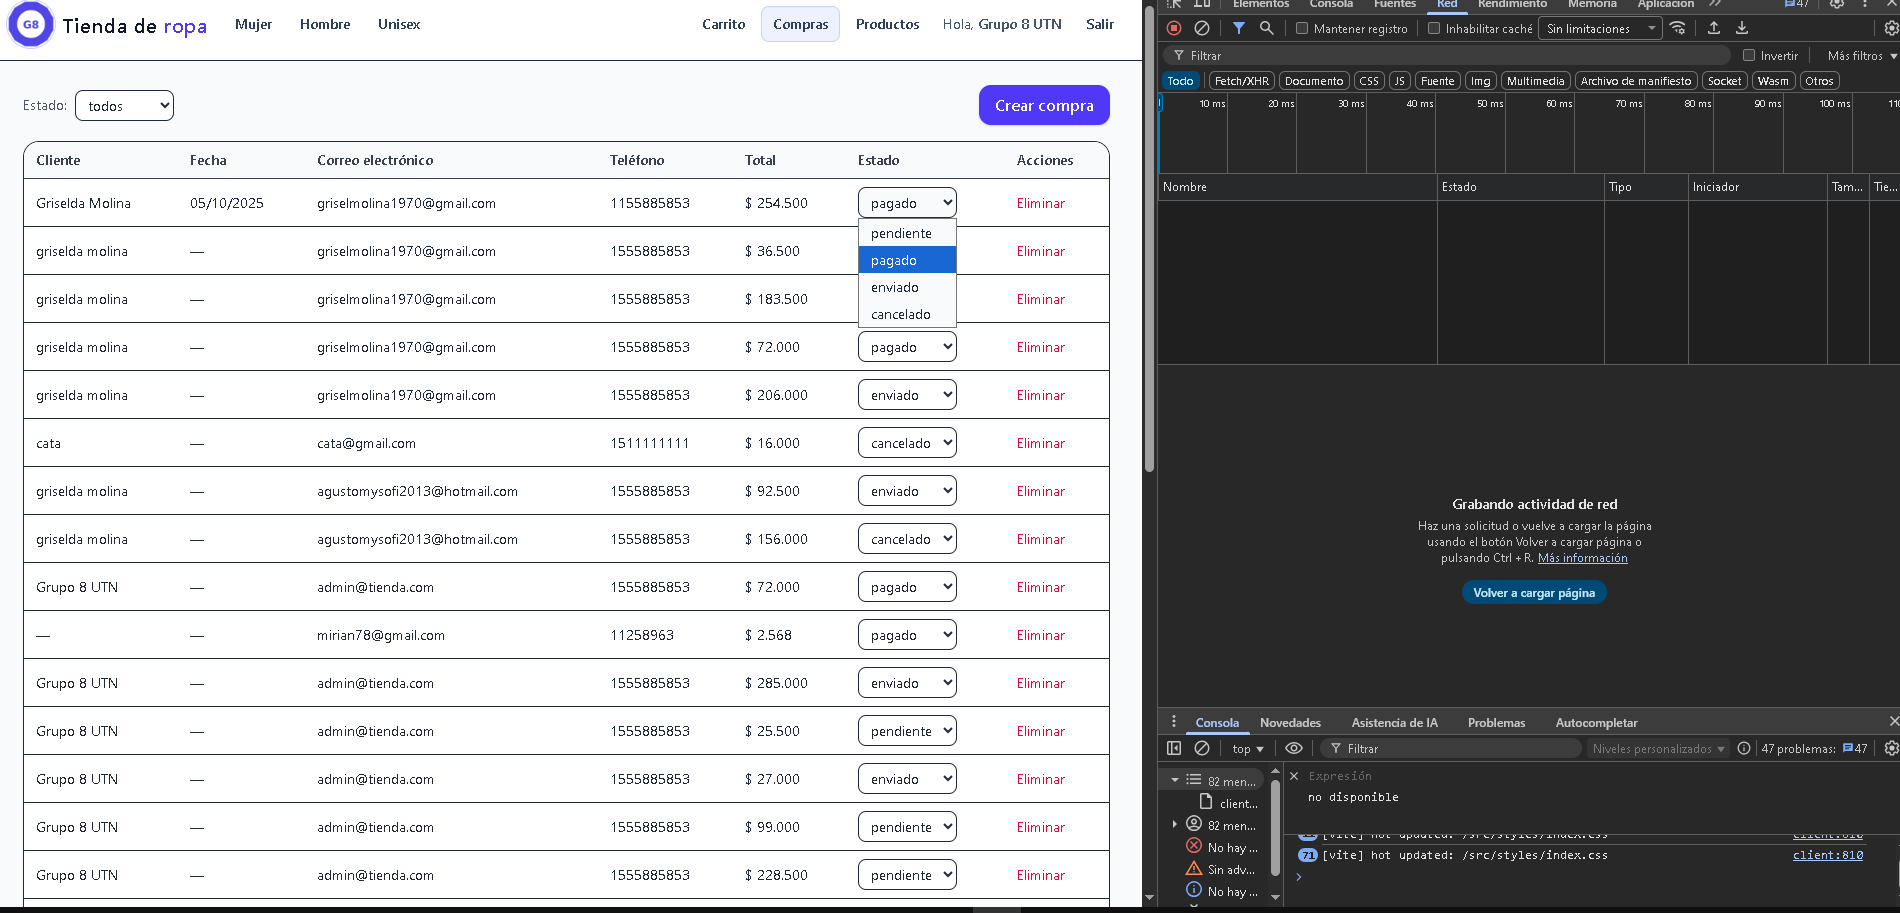 G8 Tienda de ropa Mujer Hombre Unisex Carrito Compras Productos Hola, Grupo 8 UTN Salir
Estado: todos Crear compra
Cliente Fecha Correo electrónico Teléfono Total Estado Acciones
Griselda Molina 05/10/2025 griselmolina1970@gmail.com 1155885853 $ 254.500 pagado Eliminar
pendiente
griselda molina — griselmolina1970@gmail.com 1555885853 $ 36.500 pagado Eliminar
enviado
griselda molina — griselmolina1970@gmail.com 1555885853 $ 183.500 cancelado Eliminar
griselda molina — griselmolina1970@gmail.com 1555885853 $ 72.000 pagado Eliminar
griselda molina — griselmolina1970@gmail.com 1555885853 $ 206.000 enviado Eliminar
cata — cata@gmail.com 1511111111 $ 16.000 cancelado Eliminar
griselda molina — agustomysofi2013@hotmail.com 1555885853 $ 92.500 enviado Eliminar
griselda molina — agustomysofi2013@hotmail.com 1555885853 $ 156.000 cancelado Eliminar
Grupo 8 UTN — admin@tienda.com 1555885853 $ 72.000 pagado Eliminar
— — mirian78@gmail.com 11258963 $ 2.568 pagado Eliminar
Grupo 8 UTN — admin@tienda.com 1555885853 $ 285.000 enviado Eliminar
Grupo 8 UTN — admin@tienda.com 1555885853 $ 25.500 pendiente Eliminar
Grupo 8 UTN — admin@tienda.com 1555885853 $ 27.000 enviado Eliminar
Grupo 8 UTN — admin@tienda.com 1555885853 $ 99.000 pendiente Eliminar
Grupo 8 UTN — admin@tienda.com 1555885853 $ 228.500 pendiente Eliminar
Elementos Consola Fuentes Red Rendimiento Memoria Aplicación 47
Mantener registro Inhabilitar caché Sin limitaciones
Filtrar Invertir Más filtros
Todo Fetch/XHR Documento CSS JS Fuente Img Multimedia Archivo de manifiesto Socket Wasm Otros
10 ms 20 ms 30 ms 40 ms 50 ms 60 ms 70 ms 80 ms 90 ms 100 ms 110
Nombre Estado Tipo Iniciador Tam... Tie...
Grabando actividad de red
Haz una solicitud o vuelve a cargar la página
usando el botón Volver a cargar página o
pulsando Ctrl + R. Más información
Volver a cargar página
Consola Novedades Asistencia de IA Problemas Autocompletar
top Filtrar Niveles personalizados 47 problemas: 47
82 men...
client...
82 men...
No hay ...
Sin adv...
No hay ...
Expresión
no disponible
[vite] hot updated: /src/styles/index.css client:810
71 [vite] hot updated: /src/styles/index.css client:810